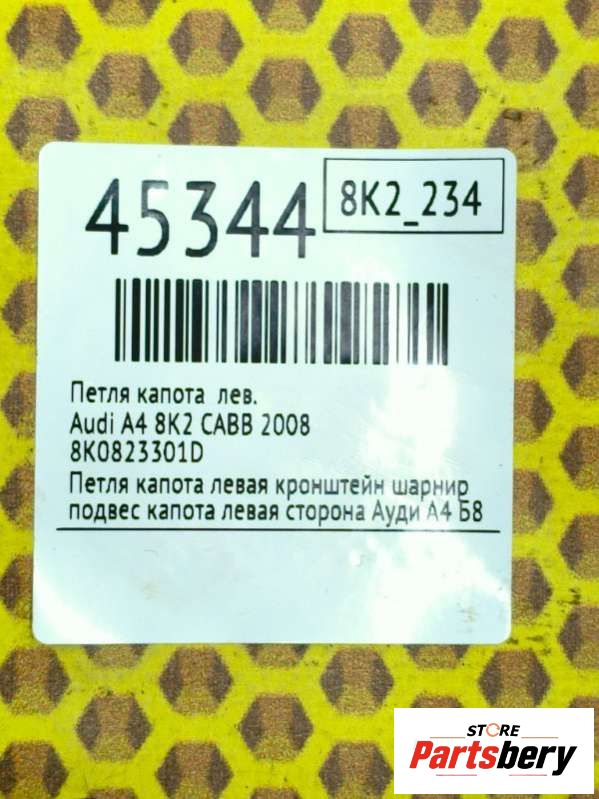 45344
8K2_234
Петля капота лев.
Audi A4 8K2 CABB 2008
8K0823301D
Петля капота левая кронштейн шарнир
подвес капота левая сторона Ауди А4 Б8
STORE
Partsbery